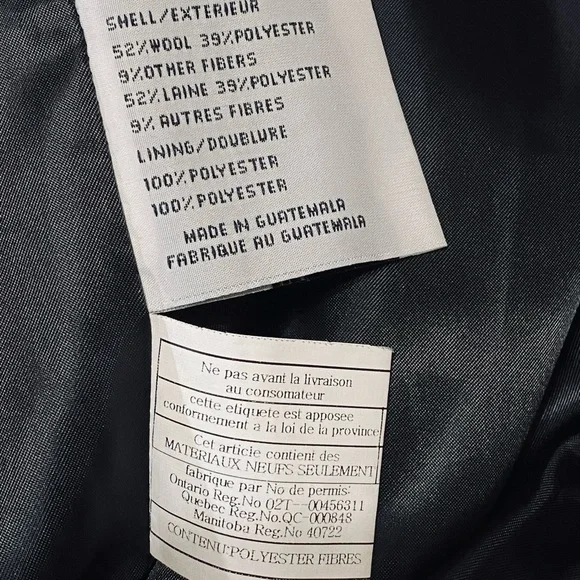 SHELL/EXTERIEUR
52%WOOL 39%POLYESTER
9%OTHER FIBERS
52%LAINE 39%POLYESTER
9% AUTRES FIBRES
LINING/DOUBLURE
100%POLYESTER
100%POLYESTER
MADE IN GUATEMALA
FABRIQUE AU GUATEMALA
Ne pas avant la livraison
au consomateur
cette etiquete est apposee
conformement a la loi de la province
Cet article contient des
MATERIAUX NEUFS SEULEMENT
fabrique par No de permis:
Ontario Reg.No 02T--00456311
Quebec Reg.No.QC-000848
Manitoba Reg.No 40722
CONTENU:POLYESTER FIBRES